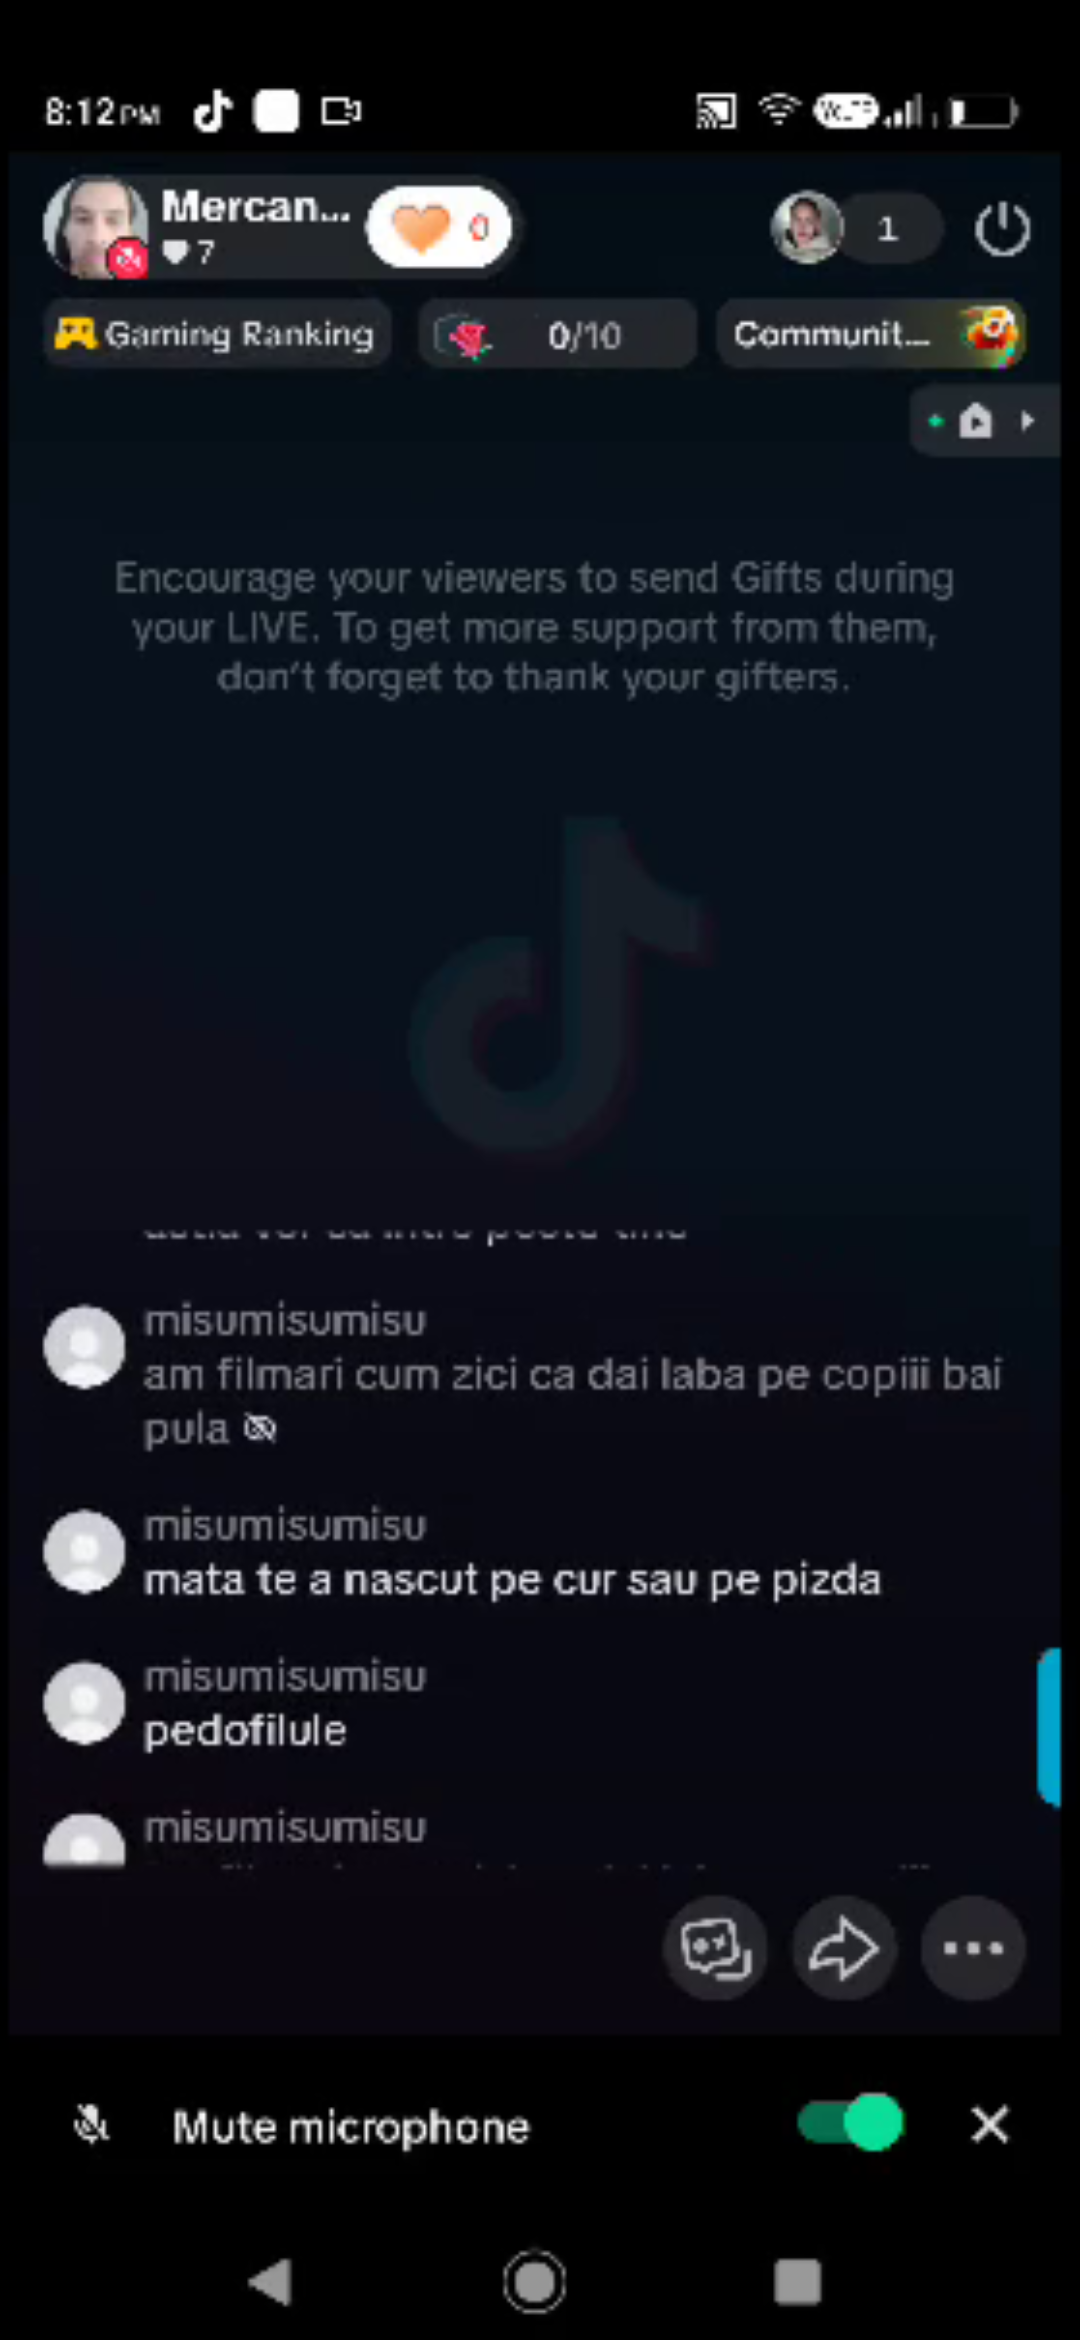 8:12PM
Mercan...
7
0
1
Gaming Ranking
0/10
Communit...
Encourage your viewers to send Gifts during
your LIVE. To get more support from them,
don't forget to thank your gifters.
misumisumisu
am filmari cum zici ca dai laba pe copiii bai
pula
misumisumisu
mata te a nascut pe cur sau pe pizda
misumisumisu
pedofilule
misumisumisu
Mute microphone